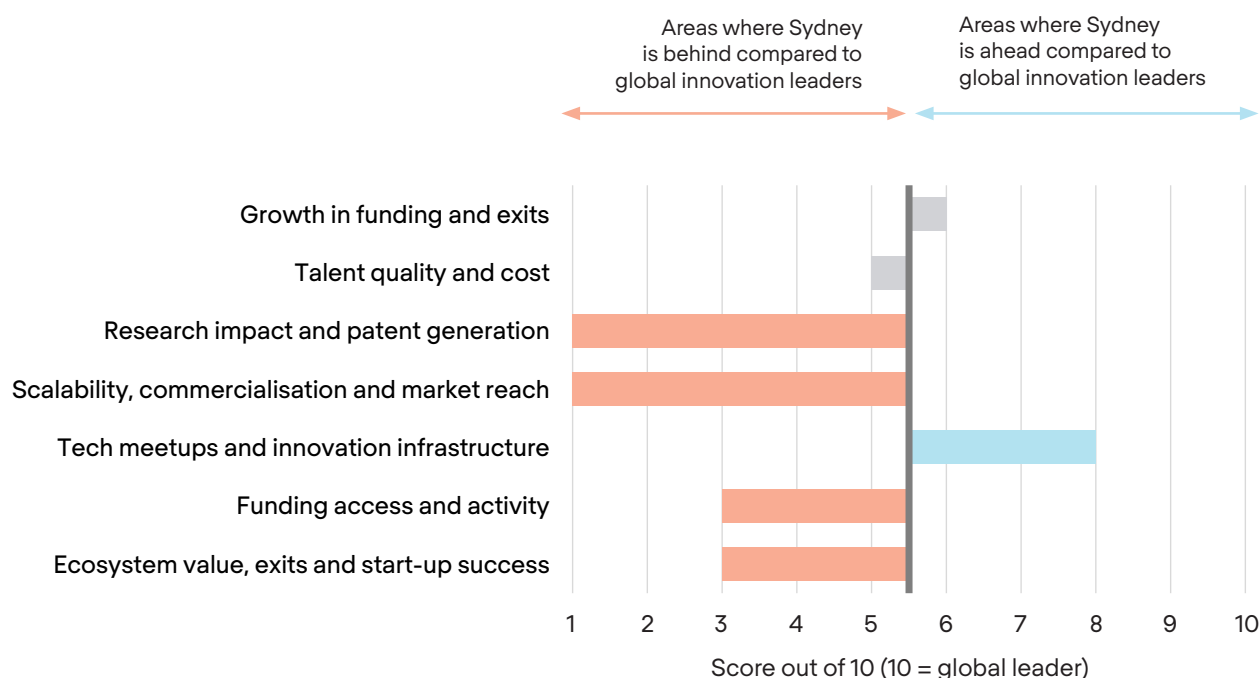 Areas where Sydney
is behind compared to
global innovation leaders
Areas where Sydney
is ahead compared to
global innovation leaders
Growth in funding and exits
Talent quality and cost
Research impact and patent generation
Scalability, commercialisation and market reach
Tech meetups and innovation infrastructure
Funding access and activity
Ecosystem value, exits and start-up success
1 2 3 4 5 6 7 8 9 10
Score out of 10 (10 = global leader)